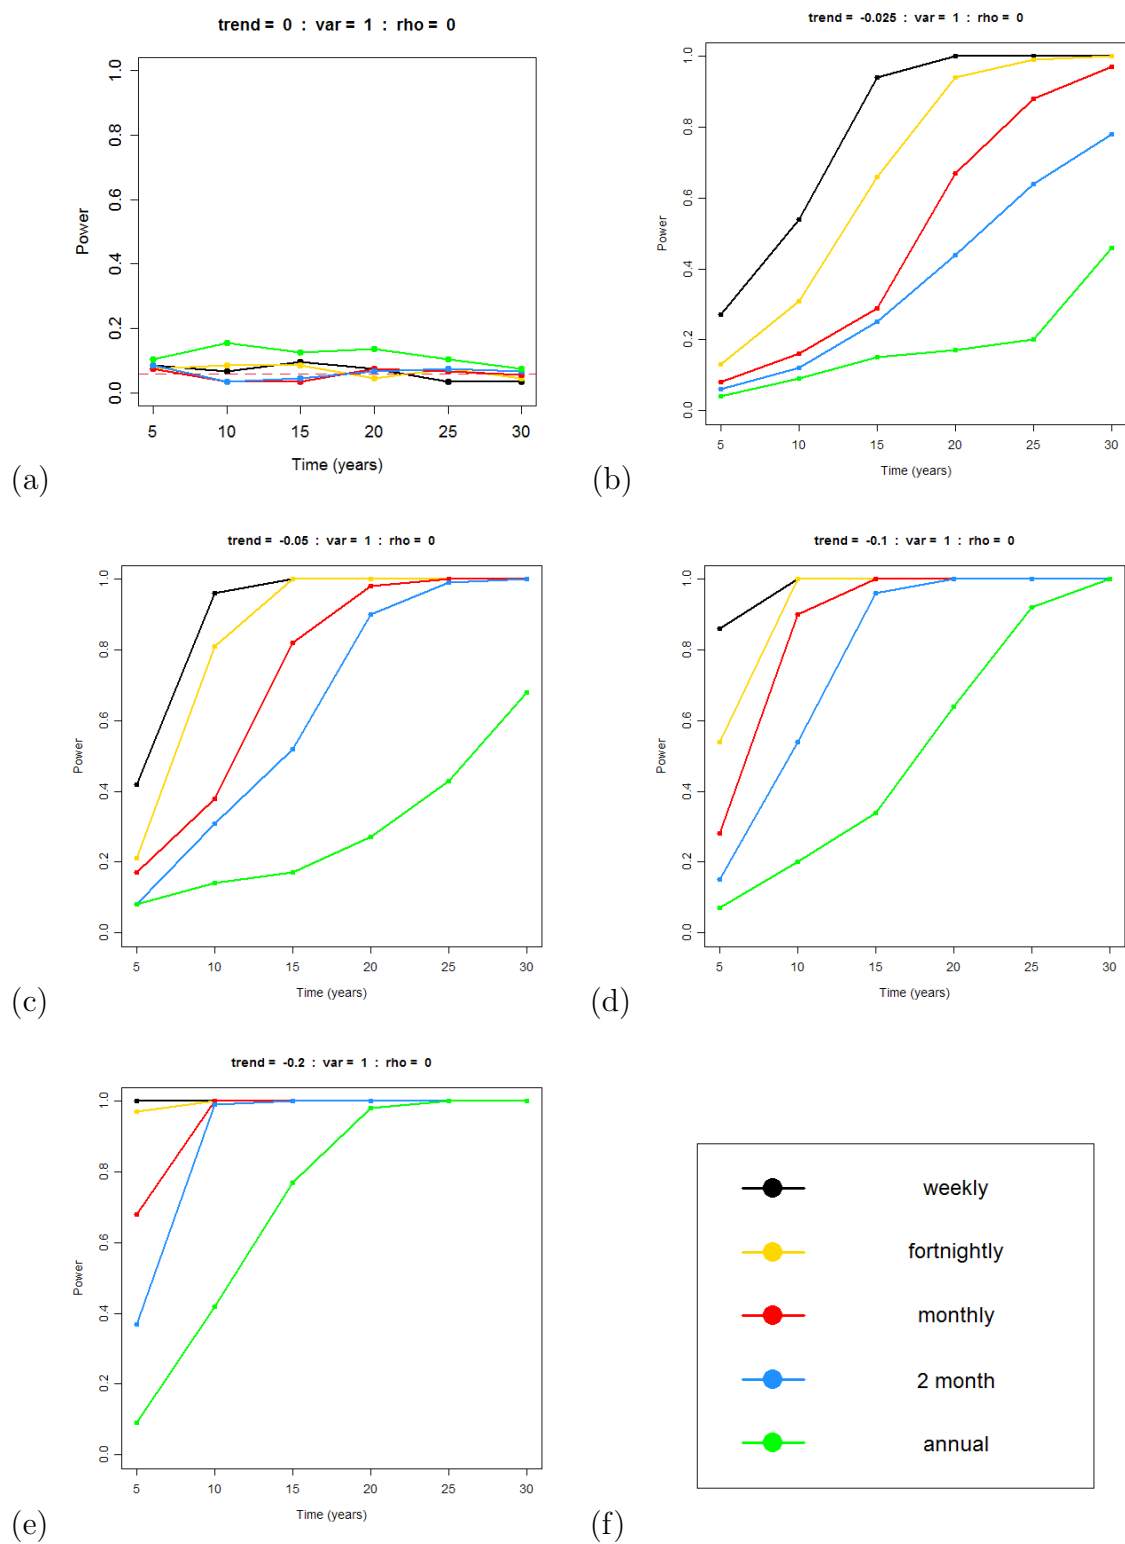 trend = 0 : var = 1 : rho = 0
1.0
0.8
0.6
0.4
0.2
0.0
Power
5 10 15 20 25 30
Time (years)
(a)
trend = -0.025 : var = 1 : rho = 0
1.0
0.8
0.6
0.4
0.2
0.0
Power
5 10 15 20 25 30
Time (years)
(b)
trend = -0.05 : var = 1 : rho = 0
1.0
0.8
0.6
0.4
0.2
0.0
Power
5 10 15 20 25 30
Time (years)
(c)
trend = -0.1 : var = 1 : rho = 0
1.0
0.8
0.6
0.4
0.2
0.0
Power
5 10 15 20 25 30
Time (years)
(d)
trend = -0.2 : var = 1 : rho = 0
1.0
0.8
0.6
0.4
0.2
0.0
Power
5 10 15 20 25 30
Time (years)
(e)
weekly
fortnightly
monthly
2 month
annual
(f)